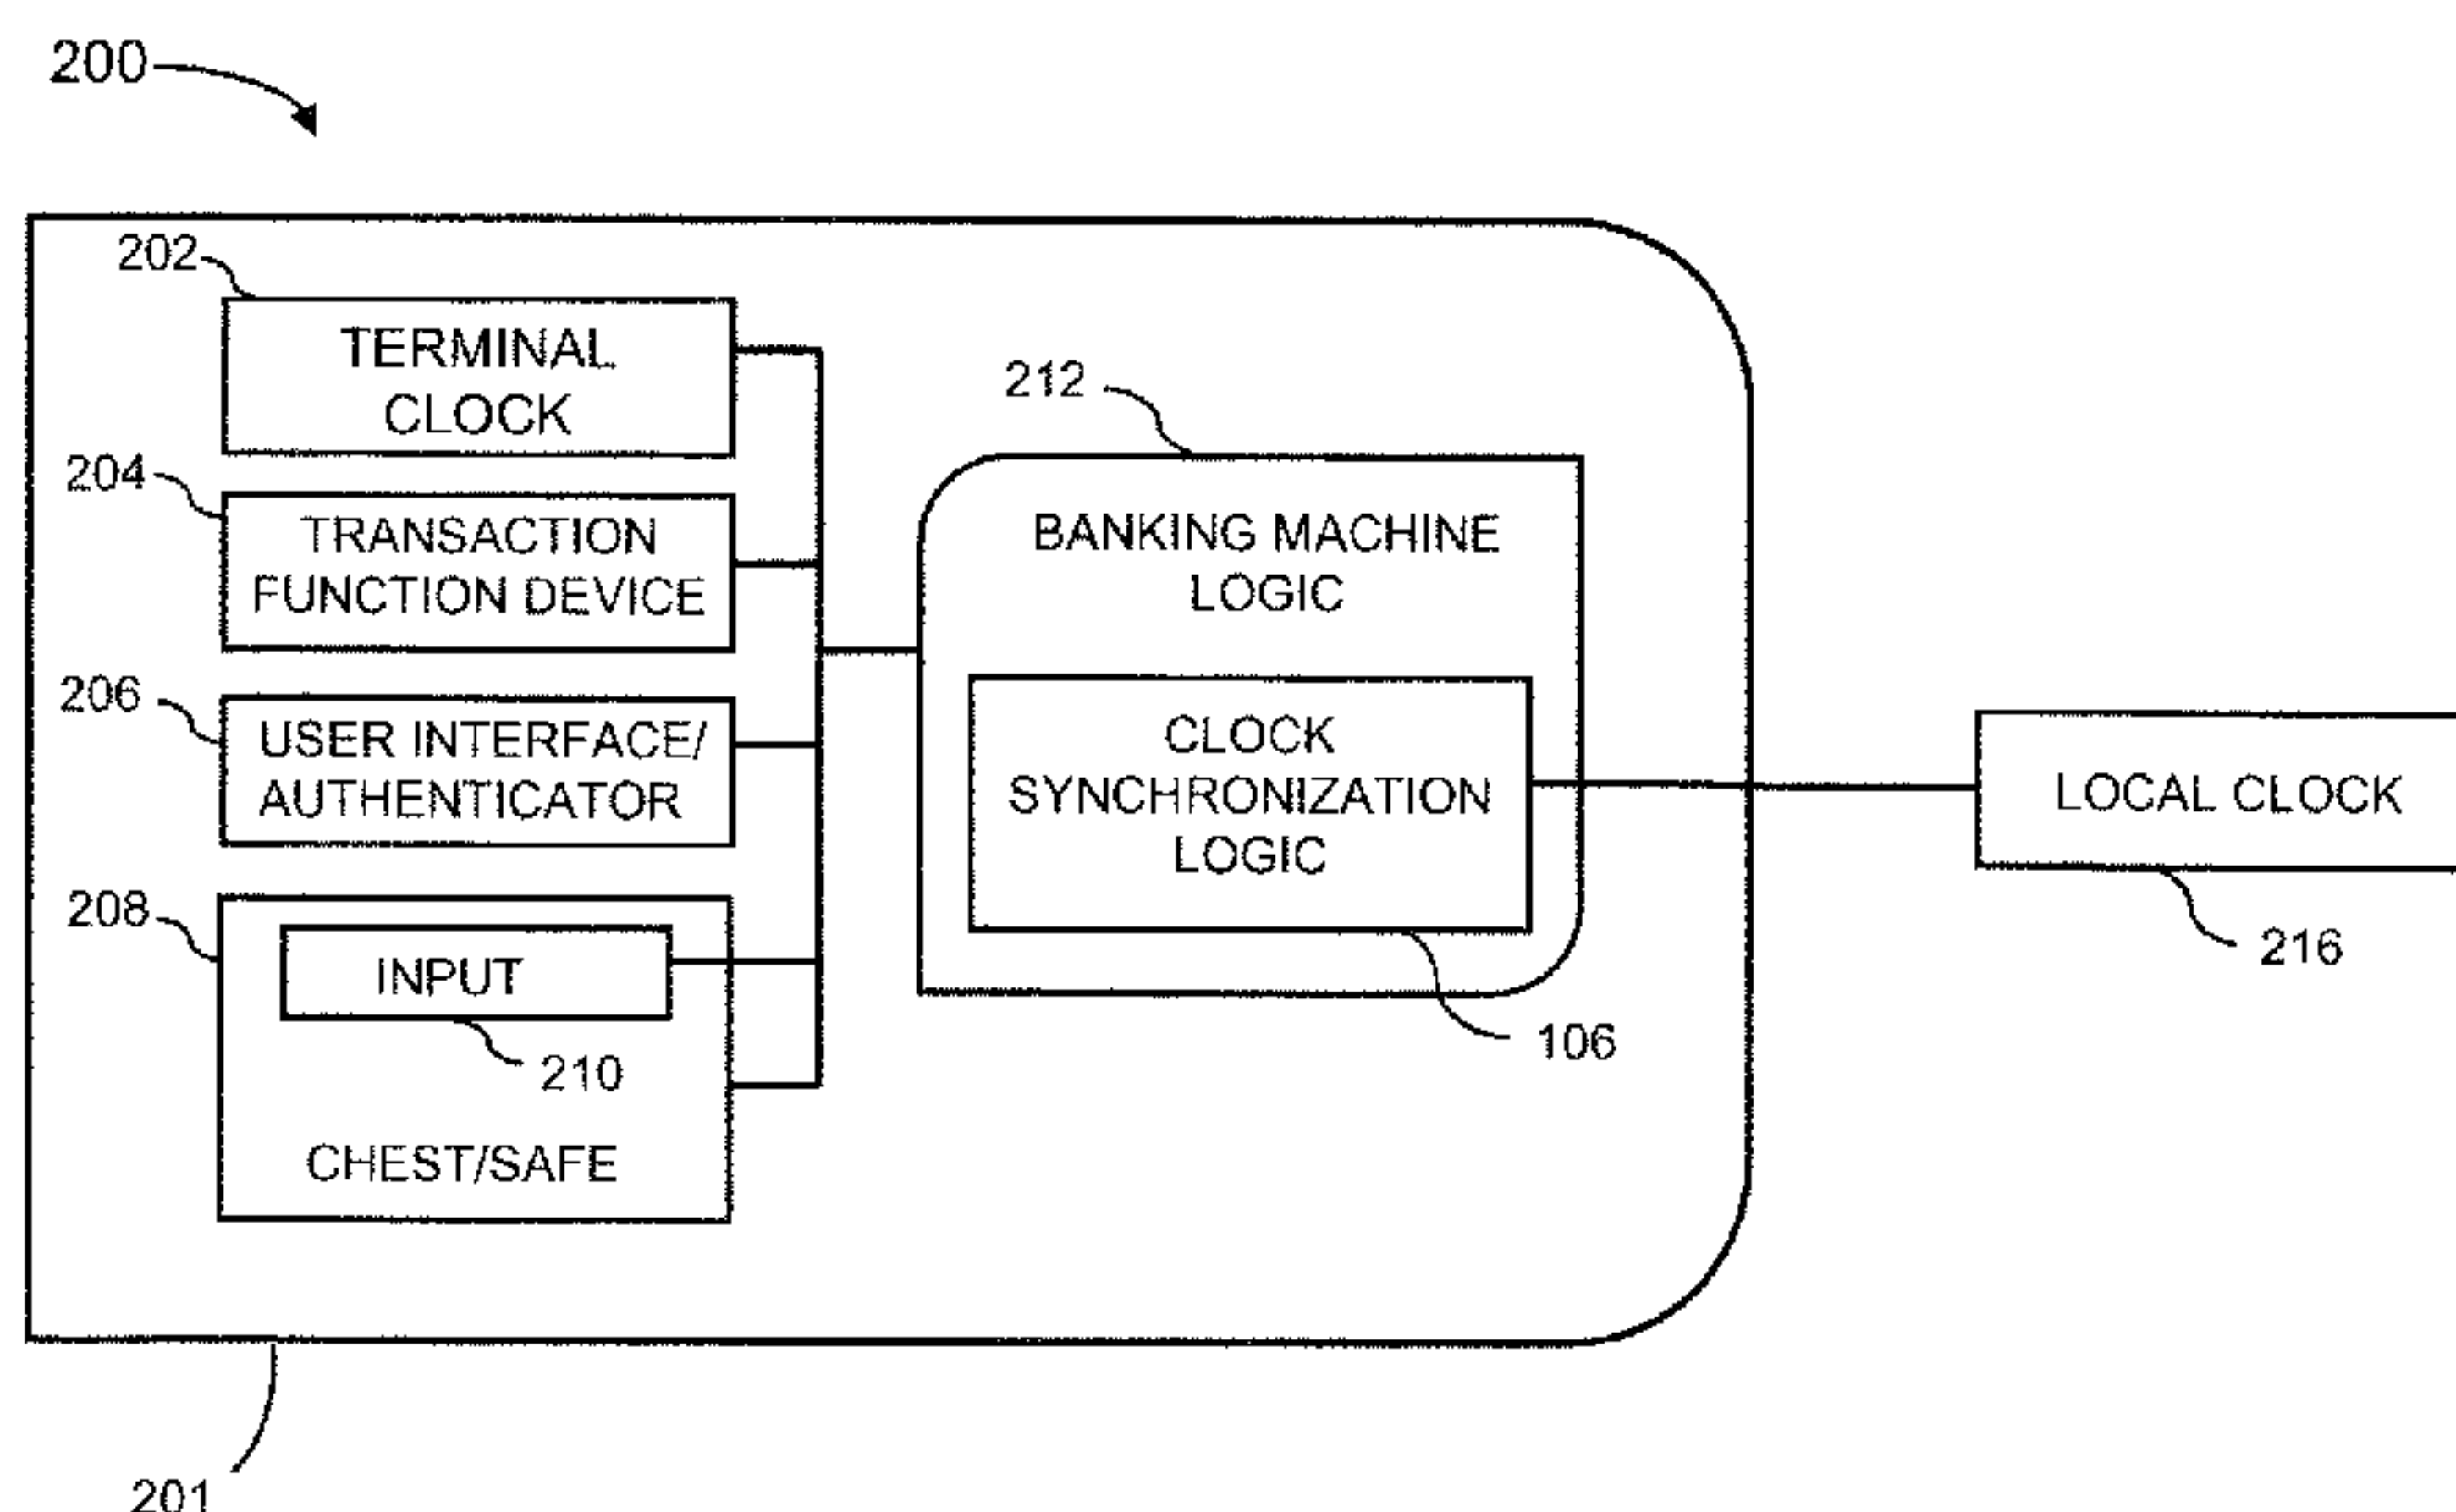 200
202
TERMINAL
CLOCK
204
TRANSACTION
FUNCTION DEVICE
206
USER INTERFACE/
AUTHENTICATOR
208
INPUT
210
CHEST/SAFE
212
BANKING MACHINE
LOGIC
CLOCK
SYNCHRONIZATION
LOGIC
106
LOCAL CLOCK
216
201